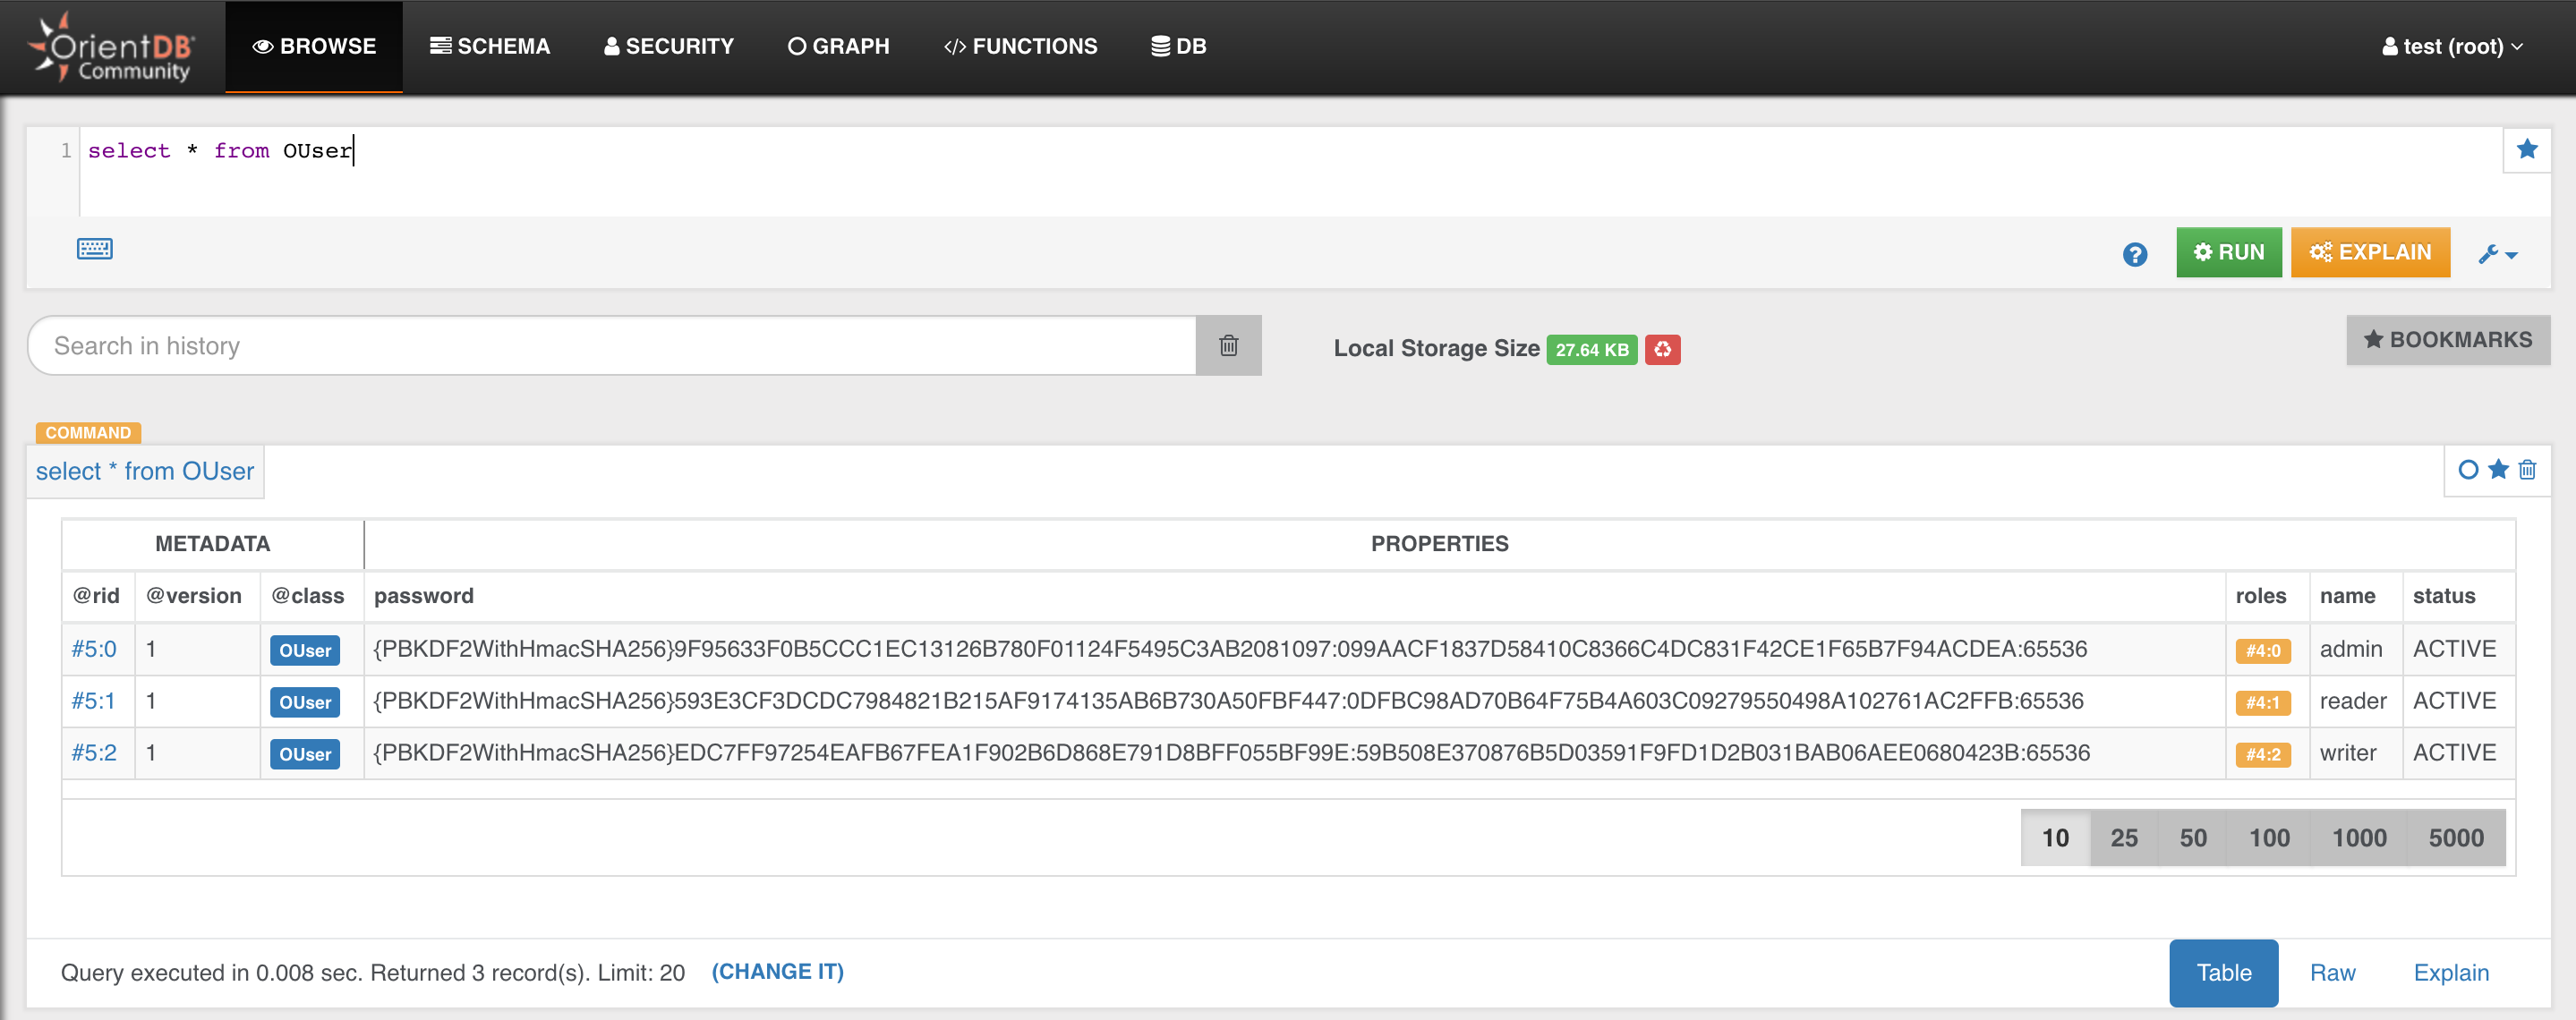 OrientDB
Community
BROWSE
SCHEMA
SECURITY
GRAPH
</> FUNCTIONS
DB
test (root)
1 select * from OUser
? RUN EXPLAIN
Search in history
Local Storage Size 27.64 KB
BOOKMARKS
COMMAND
select * from OUser
METADATA PROPERTIES
@rid @version @class password roles name status
#5:0 1 OUser {PBKDF2WithHmacSHA256}9F95633F0B5CCC1EC13126B780F01124F5495C3AB2081097:099AACF1837D58410C8366C4DC831F42CE1F65B7F94ACDEA:65536 #4:0 admin ACTIVE
#5:1 1 OUser {PBKDF2WithHmacSHA256}593E3CF3DCDC7984821B215AF9174135AB6B730A50FBF447:0DFBC98AD70B64F75B4A603C09279550498A102761AC2FFB:65536 #4:1 reader ACTIVE
#5:2 1 OUser {PBKDF2WithHmacSHA256}EDC7FF97254EAFB67FEA1F902B6D868E791D8BFF055BF99E:59B508E370876B5D03591F9FD1D2B031BAB06AEE0680423B:65536 #4:2 writer ACTIVE
10 25 50 100 1000 5000
Query executed in 0.008 sec. Returned 3 record(s). Limit: 20 (CHANGE IT)
Table Raw Explain